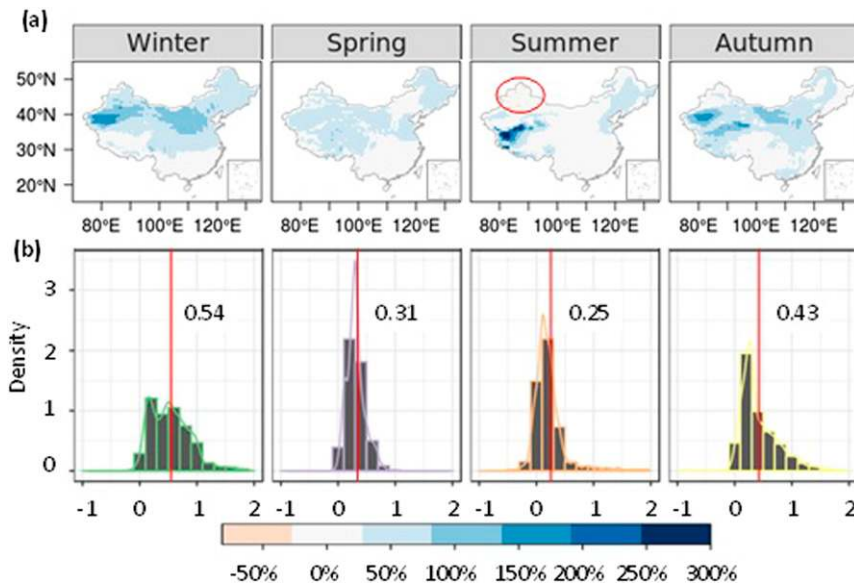 (a)
Winter Spring Summer Autumn
50°N
40°N
30°N
20°N
80°E 100°E 120°E 80°E 100°E 120°E 80°E 100°E 120°E 80°E 100°E 120°E
(b)
Density
3
2
1
0
0.54 0.31 0.25 0.43
-1 0 1 2 -1 0 1 2 -1 0 1 2 -1 0 1 2
-50% 0% 50% 100% 150% 200% 250% 300%